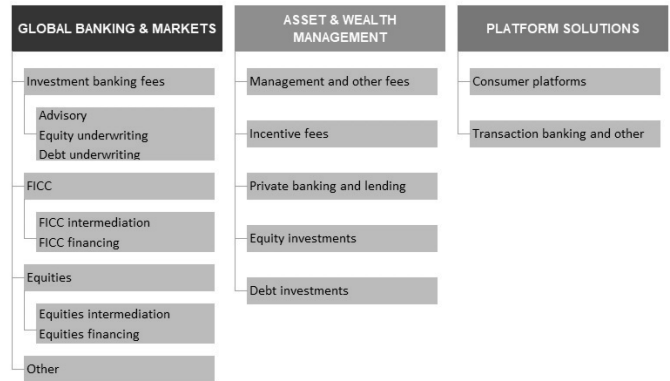 GLOBAL BANKING & MARKETS
Investment banking fees
Advisory
Equity underwriting
Debt underwriting
FICC
FICC intermediation
FICC financing
Equities
Equities intermediation
Equities financing
Other
ASSET & WEALTH
MANAGEMENT
Management and other fees
Incentive fees
Private banking and lending
Equity investments
Debt investments
PLATFORM SOLUTIONS
Consumer platforms
Transaction banking and other